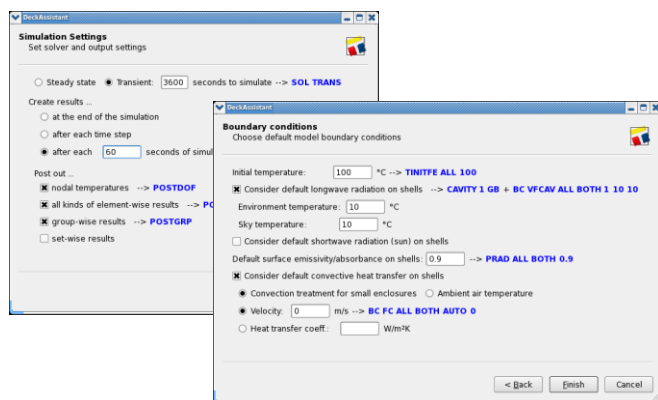 DeckAssistant
Simulation Settings
Set solver and output settings
Steady state Transient: 3600 seconds to simulate --> SOL TRANS
Create results ...
at the end of the simulation
after each time step
after each 60 seconds of simul
Post out ...
nodal temperatures --> POSTDOF
all kinds of element-wise results --> PO
group-wise results --> POSTGRP
set-wise results
DeckAssistant
Boundary conditions
Choose default model boundary conditions
Initial temperature: 100 °C --> TINITFE ALL 100
Consider default longwave radiation on shells --> CAVITY 1 GB + BC VFCAV ALL BOTH 1 10 10
Environment temperature: 10 °C
Sky temperature: 10 °C
Consider default shortwave radiation (sun) on shells
Default surface emissivity/absorbance on shells: 0.9 --> PRAD ALL BOTH 0.9
Consider default convective heat transfer on shells
Convection treatment for small enclosures Ambient air temperature
Velocity: 0 m/s --> BC FC ALL BOTH AUTO 0
Heat transfer coeff.: W/m²K
< Back Finish Cancel